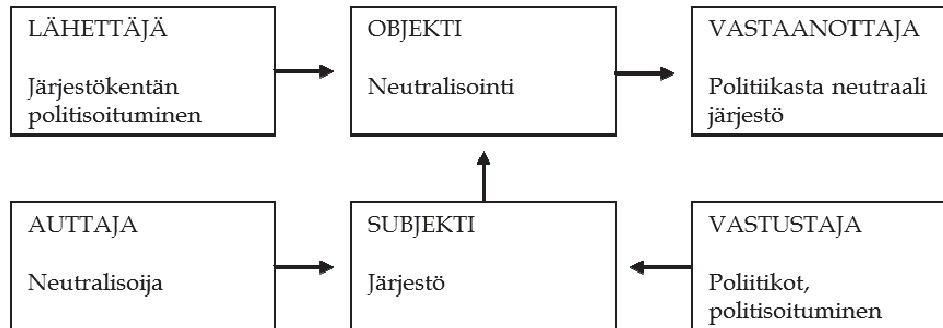 LÄHETTÄJÄ
Järjestökentän
politisoituminen
OBJEKTI
Neutralisointi
VASTAANOTTAJA
Politiikasta neutraali
järjestö
AUTTAJA
Neutralisoija
SUBJEKTI
Järjestö
VASTUSTAJA
Poliitikot,
politisoituminen